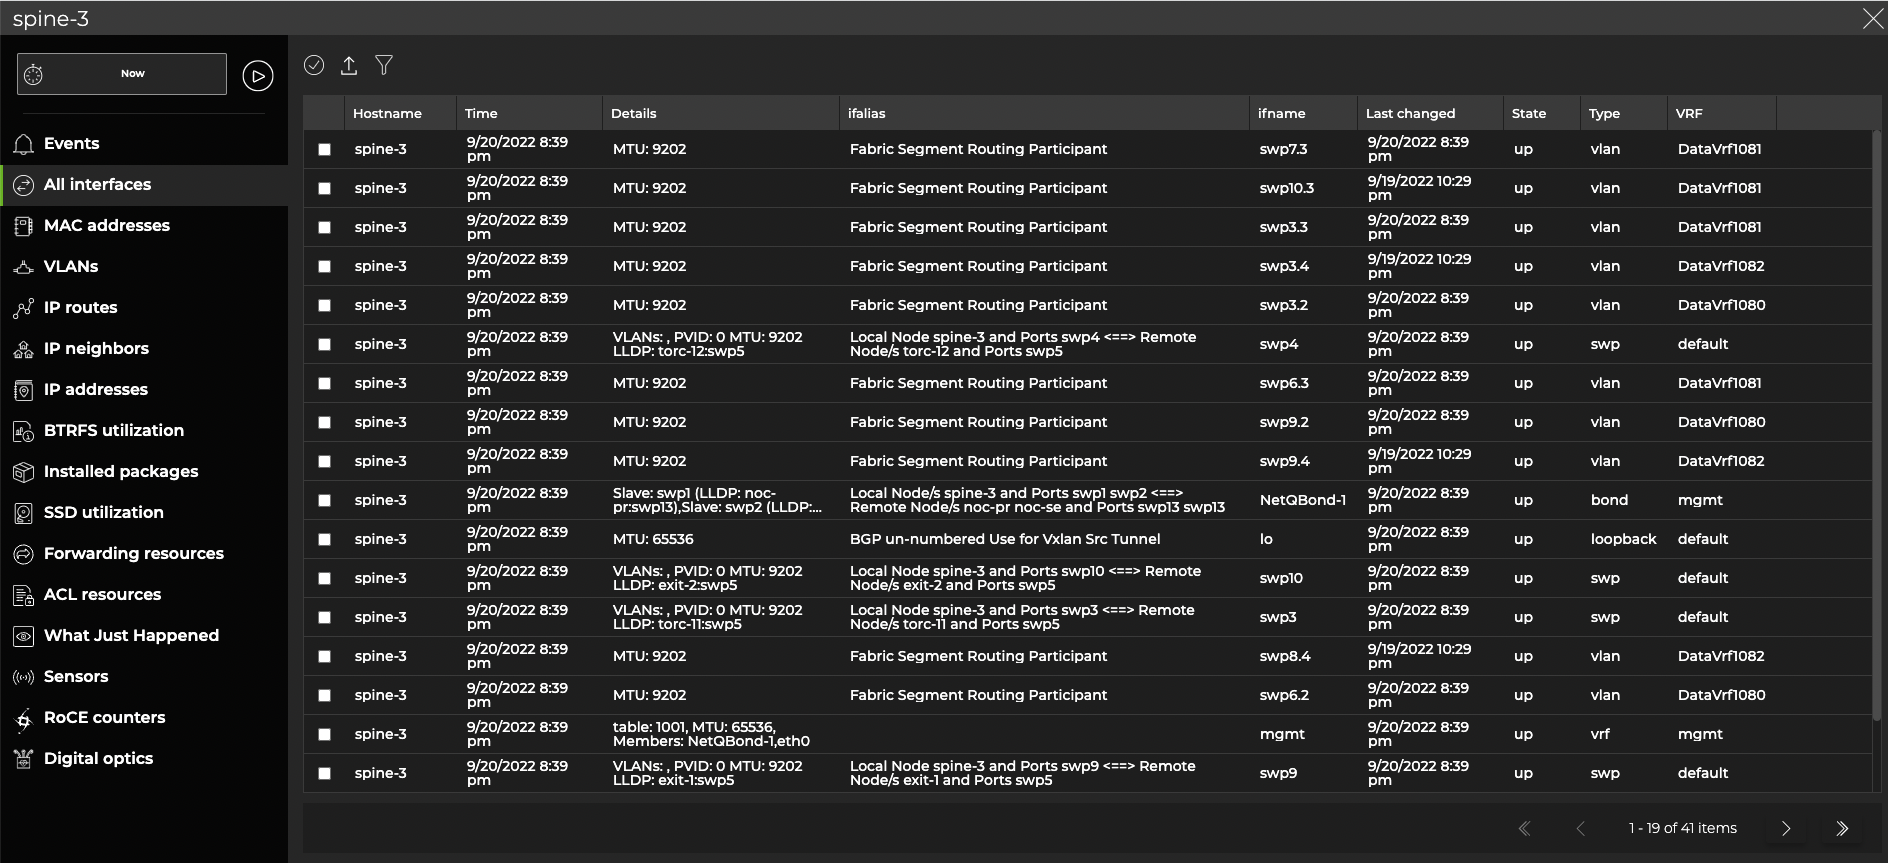 spine-3
Now
Events
All interfaces
MAC addresses
VLANs
IP routes
IP neighbors
IP addresses
BTRFS utilization
Installed packages
SSD utilization
Forwarding resources
ACL resources
What Just Happened
Sensors
RoCE counters
Digital optics
Hostname Time Details ifalias ifname Last changed State Type VRF
spine-3 9/20/2022 8:39 pm MTU: 9202 Fabric Segment Routing Participant swp7.3 9/20/2022 8:39 pm up vlan DataVrf1081
spine-3 9/20/2022 8:39 pm MTU: 9202 Fabric Segment Routing Participant swp10.3 9/19/2022 10:29 pm up vlan DataVrf1081
spine-3 9/20/2022 8:39 pm MTU: 9202 Fabric Segment Routing Participant swp3.3 9/20/2022 8:39 pm up vlan DataVrf1081
spine-3 9/20/2022 8:39 pm MTU: 9202 Fabric Segment Routing Participant swp3.4 9/19/2022 10:29 pm up vlan DataVrf1082
spine-3 9/20/2022 8:39 pm MTU: 9202 Fabric Segment Routing Participant swp3.2 9/20/2022 8:39 pm up vlan DataVrf1080
spine-3 9/20/2022 8:39 pm VLANs: , PVID: 0 MTU: 9202 LLDP: torc-12:swp5 Local Node spine-3 and Ports swp4 <==> Remote Node/s torc-12 and Ports swp5 swp4 9/20/2022 8:39 pm up swp default
spine-3 9/20/2022 8:39 pm MTU: 9202 Fabric Segment Routing Participant swp6.3 9/20/2022 8:39 pm up vlan DataVrf1081
spine-3 9/20/2022 8:39 pm MTU: 9202 Fabric Segment Routing Participant swp9.2 9/20/2022 8:39 pm up vlan DataVrf1080
spine-3 9/20/2022 8:39 pm MTU: 9202 Fabric Segment Routing Participant swp9.4 9/19/2022 10:29 pm up vlan DataVrf1082
spine-3 9/20/2022 8:39 pm Slave: swp1 (LLDP: noc-pr:swp13),Slave: swp2 (LLDP:... Local Node/s spine-3 and Ports swp1 swp2 <==> Remote Node/s noc-pr noc-se and Ports swp13 swp13 NetQBond-1 9/20/2022 8:39 pm up bond mgmt
spine-3 9/20/2022 8:39 pm MTU: 65536 BGP un-numbered Use for Vxlan Src Tunnel lo 9/20/2022 8:39 pm up loopback default
spine-3 9/20/2022 8:39 pm VLANs: , PVID: 0 MTU: 9202 LLDP: exit-2:swp5 Local Node spine-3 and Ports swp10 <==> Remote Node/s exit-2 and Ports swp5 swp10 9/20/2022 8:39 pm up swp default
spine-3 9/20/2022 8:39 pm VLANs: , PVID: 0 MTU: 9202 LLDP: torc-11:swp5 Local Node spine-3 and Ports swp3 <==> Remote Node/s torc-11 and Ports swp5 swp3 9/20/2022 8:39 pm up swp default
spine-3 9/20/2022 8:39 pm MTU: 9202 Fabric Segment Routing Participant swp8.4 9/19/2022 10:29 pm up vlan DataVrf1082
spine-3 9/20/2022 8:39 pm MTU: 9202 Fabric Segment Routing Participant swp6.2 9/20/2022 8:39 pm up vlan DataVrf1080
spine-3 9/20/2022 8:39 pm table: 1001, MTU: 65536, Members: NetQBond-1,eth0 mgmt 9/20/2022 8:39 pm up vrf mgmt
spine-3 9/20/2022 8:39 pm VLANs: , PVID: 0 MTU: 9202 LLDP: exit-1:swp5 Local Node spine-3 and Ports swp9 <==> Remote Node/s exit-1 and Ports swp5 swp9 9/20/2022 8:39 pm up swp default
1 - 19 of 41 items